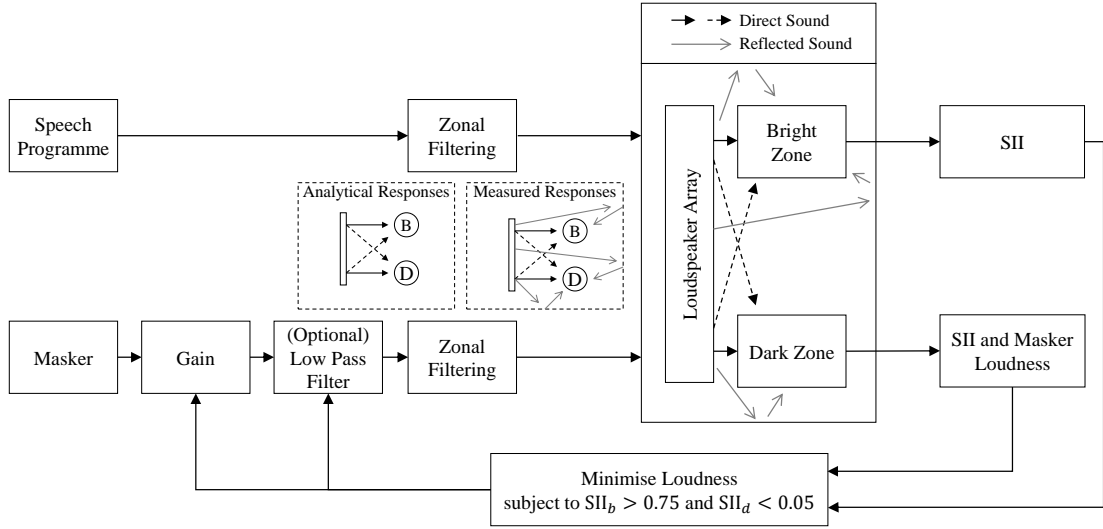 Direct Sound
Reflected Sound
Speech
Programme
Zonal
Filtering
Bright
Zone
SII
Analytical Responses
B
D
Measured Responses
B
D
Loudspeaker Array
Masker
Gain
(Optional)
Low Pass
Filter
Zonal
Filtering
Dark Zone
SII and Masker
Loudness
Minimise Loudness
subject to SII_b > 0.75 and SII_d < 0.05